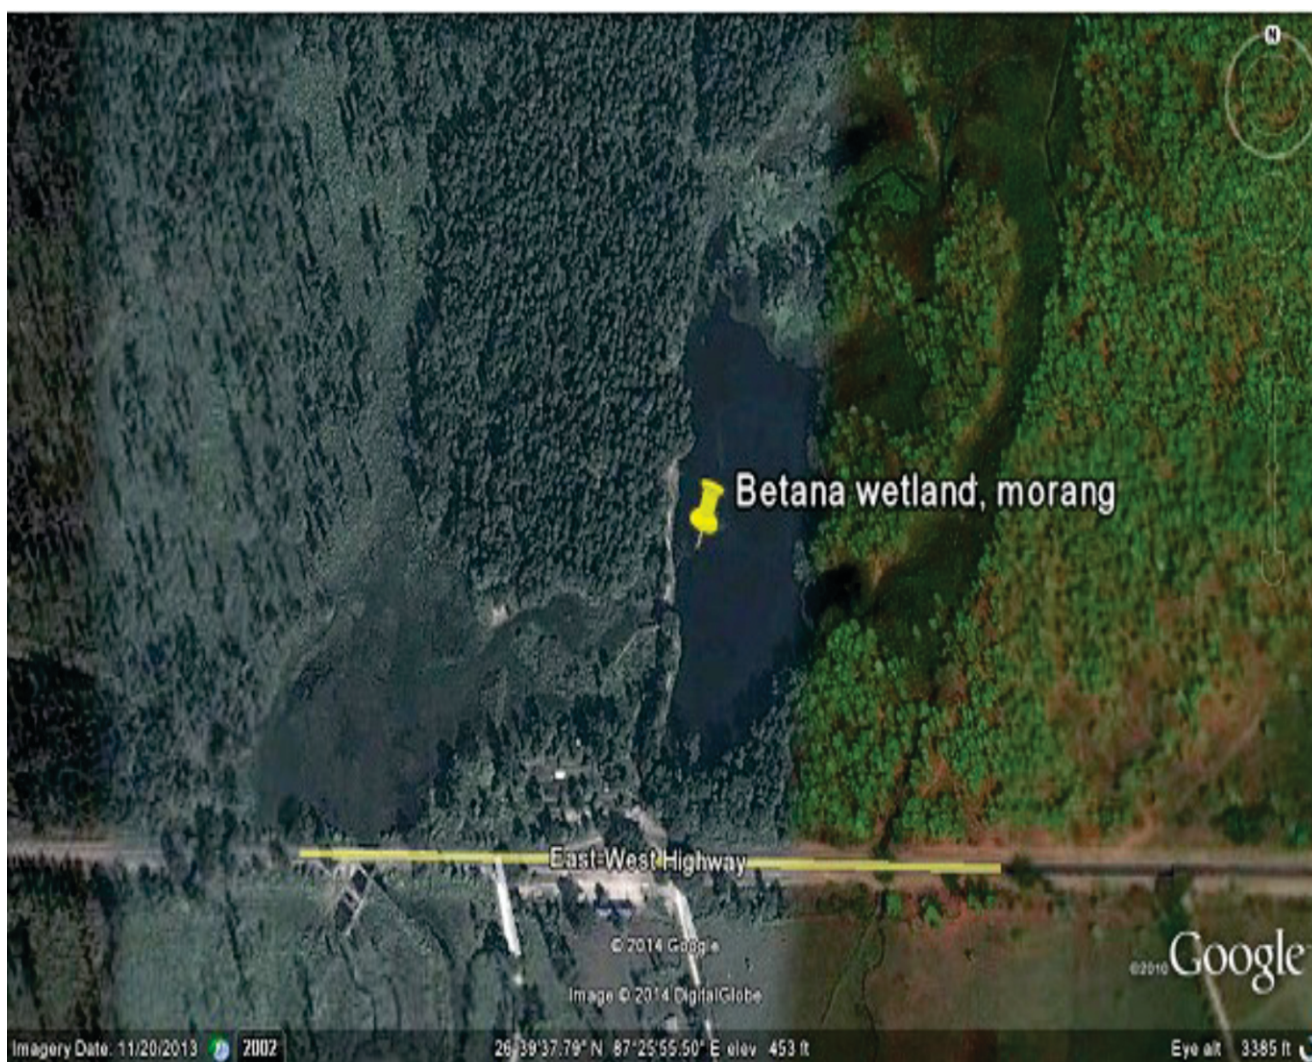 N
Betana wetland, morang
East-West Highway
© 2014 Google
©2010 Google
Image © 2014 DigitalGlobe
Imagery Date: 11/20/2013 2002 26°39'37.79" N 87°25'55.50" E elev 453 ft Eye alt 3385 ft